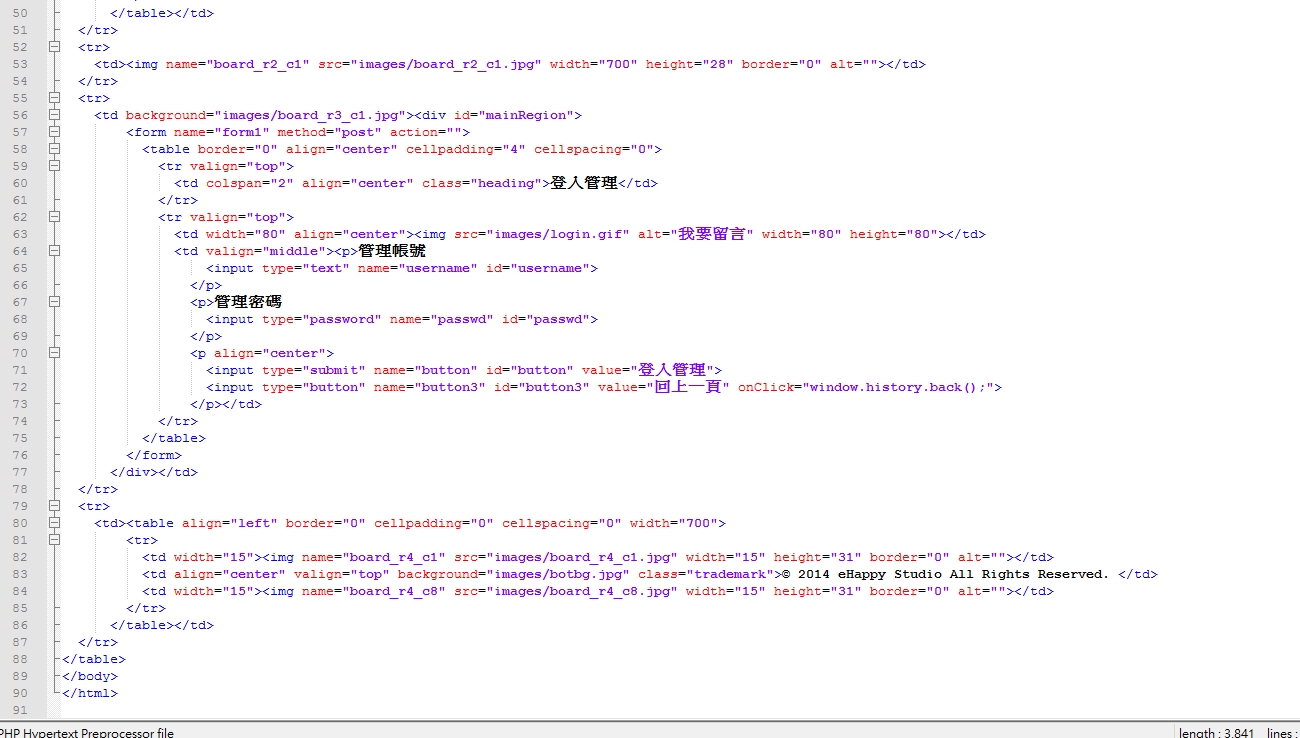 50 </table></td>
51 </tr>
52 <tr>
53 <td><img name="board_r2_c1" src="images/board_r2_c1.jpg" width="700" height="28" border="0" alt=""></td>
54 </tr>
55 <tr>
56 <td background="images/board_r3_c1.jpg"><div id="mainRegion">
57 <form name="form1" method="post" action="">
58 <table border="0" align="center" cellpadding="4" cellspacing="0">
59 <tr valign="top">
60 <td colspan="2" align="center" class="heading">登入管理</td>
61 </tr>
62 <tr valign="top">
63 <td width="80" align="center"><img src="images/login.gif" alt="我要留言" width="80" height="80"></td>
64 <td valign="middle"><p>管理帳號
65 <input type="text" name="username" id="username">
66 </p>
67 <p>管理密碼
68 <input type="password" name="passwd" id="passwd">
69 </p>
70 <p align="center">
71 <input type="submit" name="button" id="button" value="登入管理">
72 <input type="button" name="button3" id="button3" value="回上一頁" onClick="window.history.back();">
73 </p></td>
74 </tr>
75 </table>
76 </form>
77 </div></td>
78 </tr>
79 <tr>
80 <td><table align="left" border="0" cellpadding="0" cellspacing="0" width="700">
81 <tr>
82 <td width="15"><img name="board_r4_c1" src="images/board_r4_c1.jpg" width="15" height="31" border="0" alt=""></td>
83 <td align="center" valign="top" background="images/botbg.jpg" class="trademark">© 2014 eHappy Studio All Rights Reserved. </td>
84 <td width="15"><img name="board_r4_c8" src="images/board_r4_c8.jpg" width="15" height="31" border="0" alt=""></td>
85 </tr>
86 </table></td>
87 </tr>
88 </table>
89 </body>
90 </html>
91
PHP Hypertext Preprocessor file length : 3,841 lines :